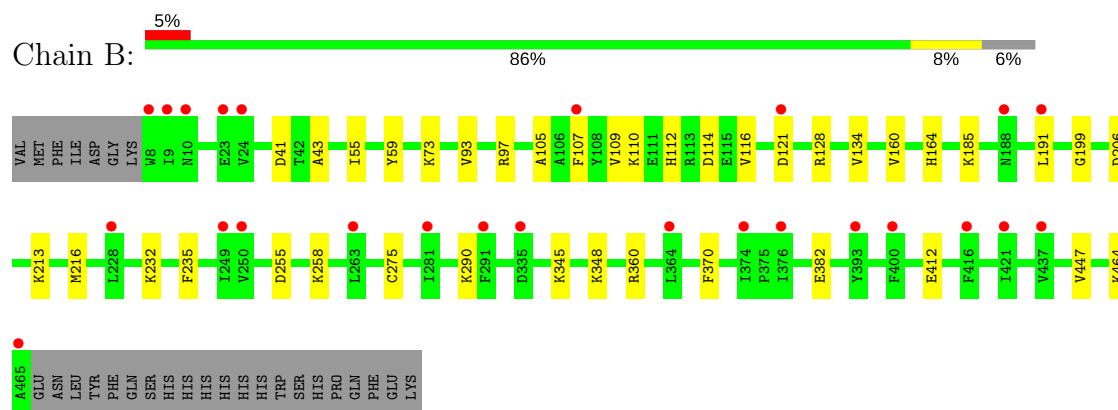 5%
Chain B:
86%
8%
6%
VAL MET PHE ILE ASP GLY LYS W8 I9 N10 E23 V24 D41 T42 A43 I55 Y59 K73 V93 R97 A105 A106 F107 Y108 V109 K110 E111 H112 R113 D114 E115 V116 D121 R128 V134 V160 H164 K185 N188 L191 G199 D206
K213 M216 L228 K232 F235 I249 V250 D255 K258 L263 C275 I281 K290 F291 D335 K345 K348 R360 L364 F370 I374 P375 I376 E382 Y393 F400 E412 F416 I421 V437 V447 K464
A465 GLU ASN LEU TYR PHE GLN SER HIS HIS HIS HIS HIS HIS TRP SER HIS PRO GLN PHE GLU LYS